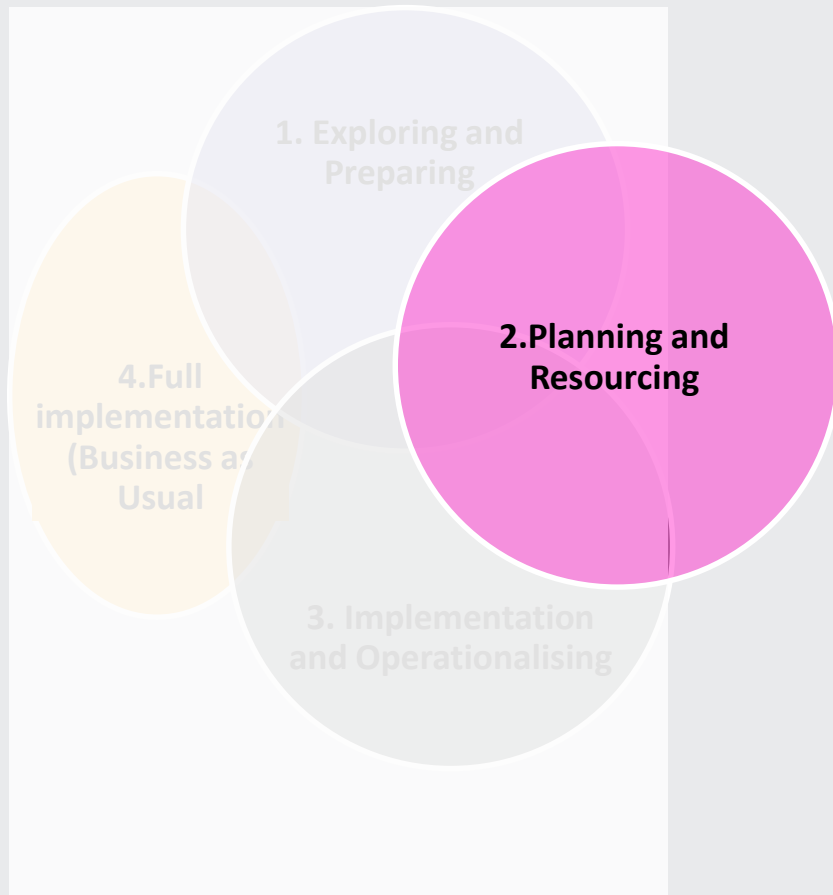 1. Exploring and
Preparing
2.Planning and
Resourcing
4.Full
implementation
(Business as
Usual
3. Implementation
and Operationalising